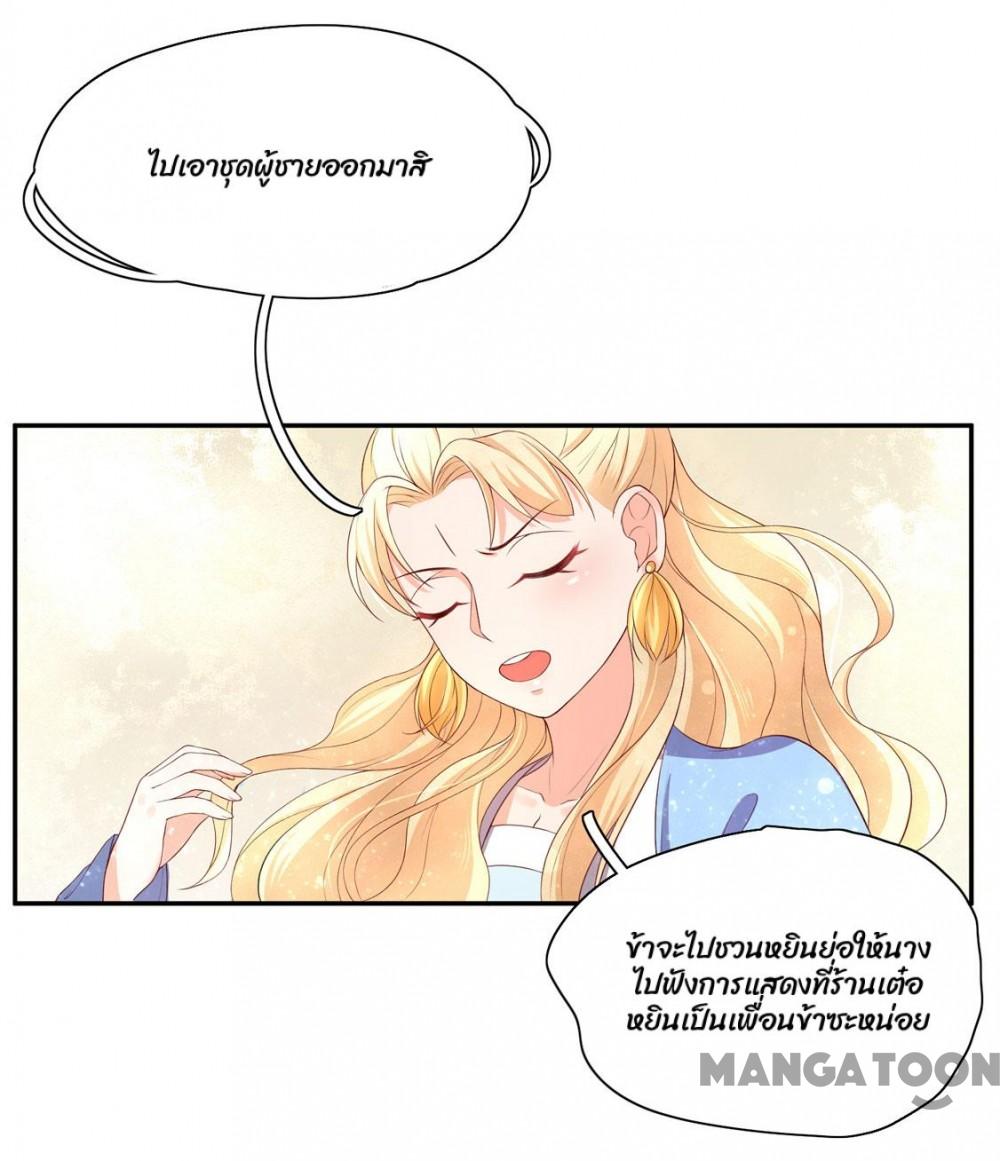 ไปเอาชุดผู้ชายออกมาสิ
ข้าจะไปชวนหยินย่อให้นาง
ไปฟังการแสดงที่ร้านเต๋อ
หยินเป็นเพื่อนข้าซะหน่อย
MANGATOON